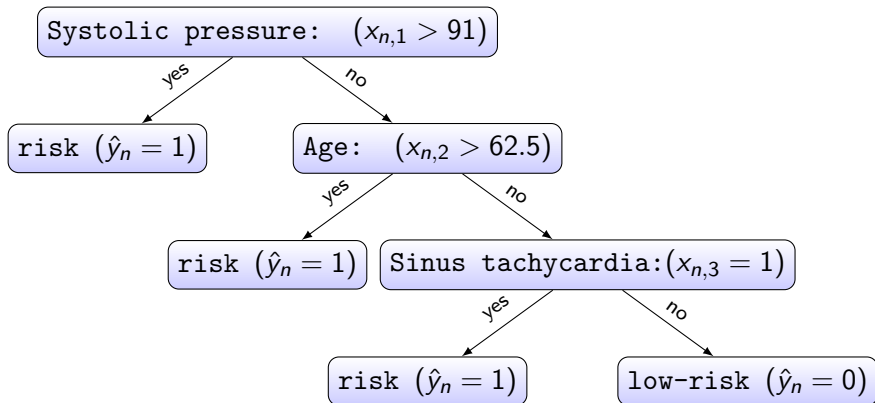 Systolic pressure: (x_{n,1} > 91)
yes
no
risk (ŷ_n = 1)
Age: (x_{n,2} > 62.5)
yes
no
risk (ŷ_n = 1)
Sinus tachycardia:(x_{n,3} = 1)
yes
no
risk (ŷ_n = 1)
low-risk (ŷ_n = 0)